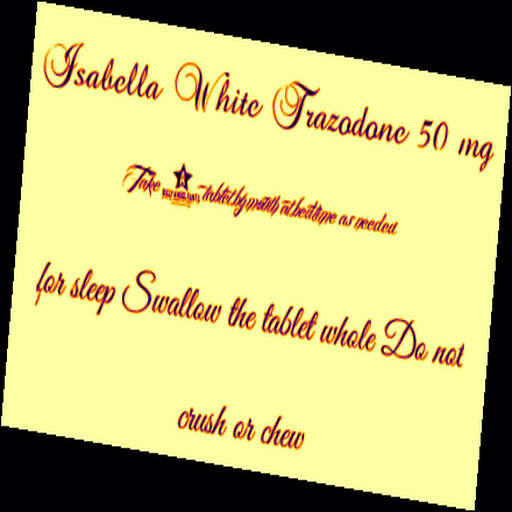 Isabella White Trazodone 50 mg
Take tablet by mouth at bedtime as needed
for sleep Swallow the tablet whole Do not
crush or chew